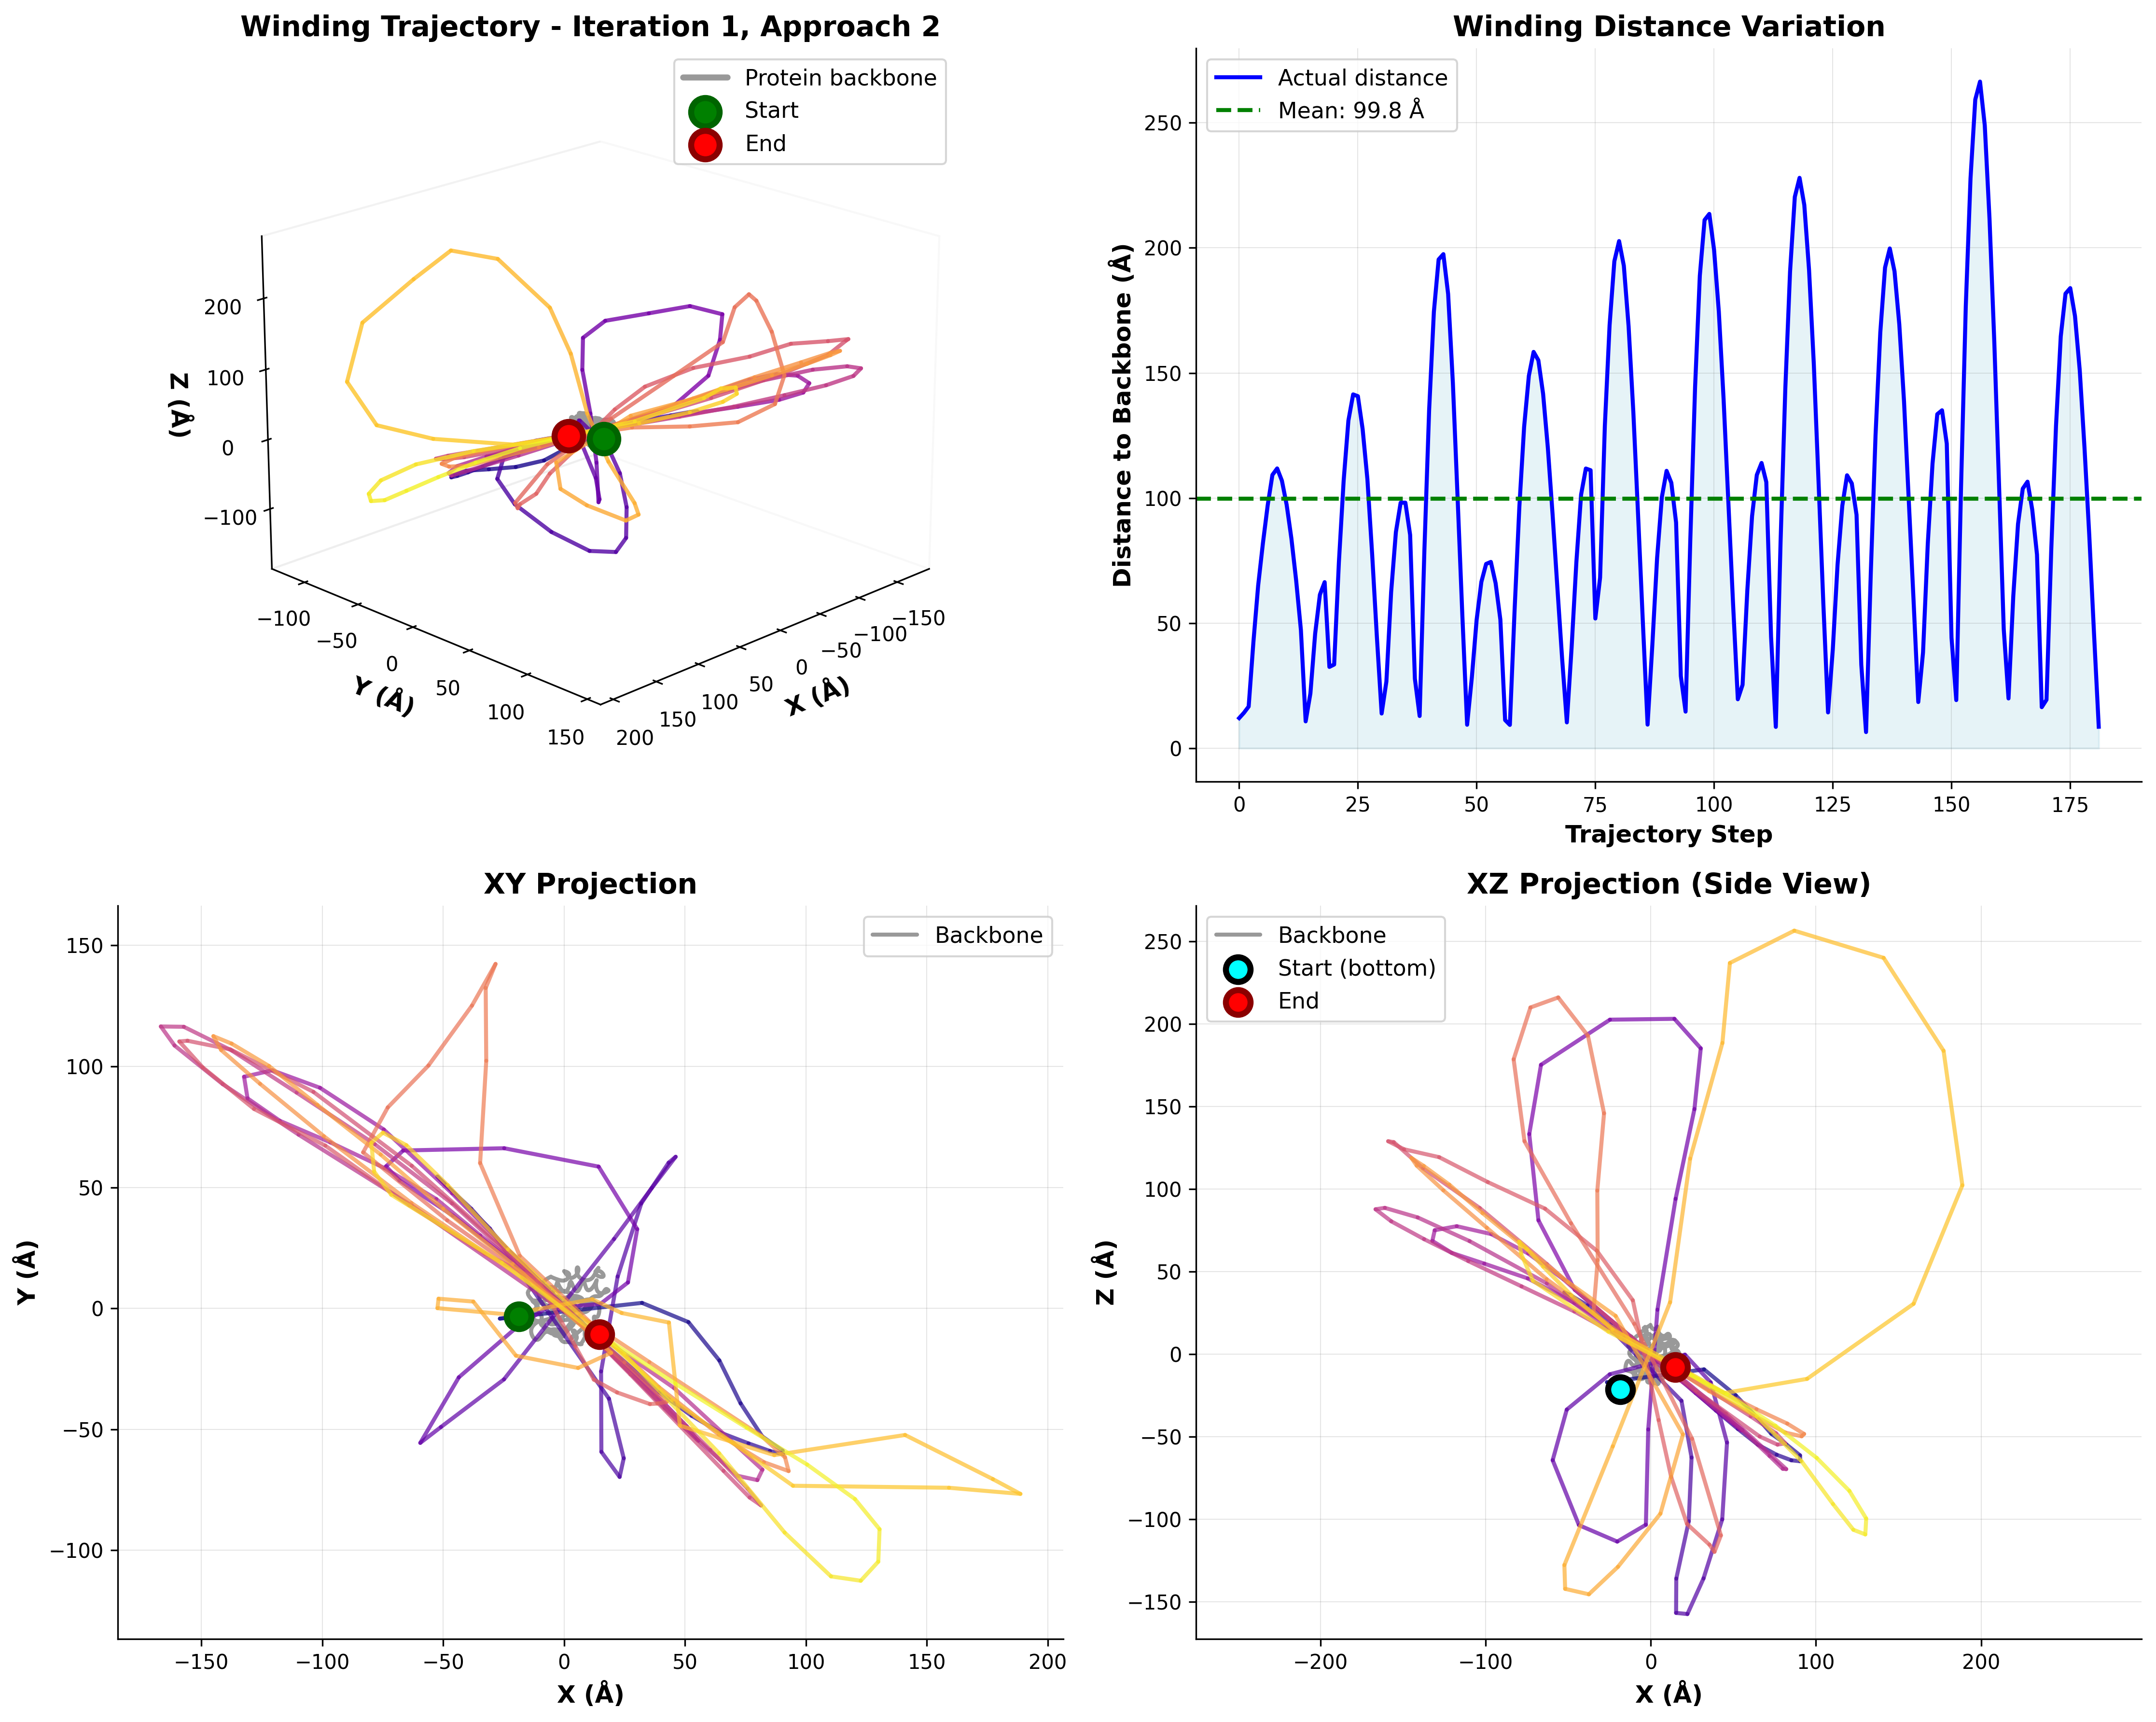 Winding Trajectory - Iteration 1, Approach 2
Protein backbone
Start
End
Z (Å)
200
100
0
−100
−100
−50
0
50
100
150
Y (Å)
200
150
100
50
0
−50
−100
−150
X (Å)
Winding Distance Variation
Actual distance
Mean: 99.8 Å
Distance to Backbone (Å)
250
200
150
100
50
0
0 25 50 75 100 125 150 175
Trajectory Step
XY Projection
Backbone
Y (Å)
150
100
50
0
−50
−100
−150 −100 −50 0 50 100 150 200
X (Å)
XZ Projection (Side View)
Backbone
Start (bottom)
End
Z (Å)
250
200
150
100
50
0
−50
−100
−150
−200 −100 0 100 200
X (Å)